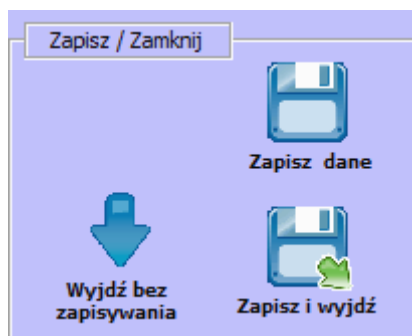 Zapisz / Zamknij
Zapisz dane
Wyjdź bez
zapisywania
Zapisz i wyjdź